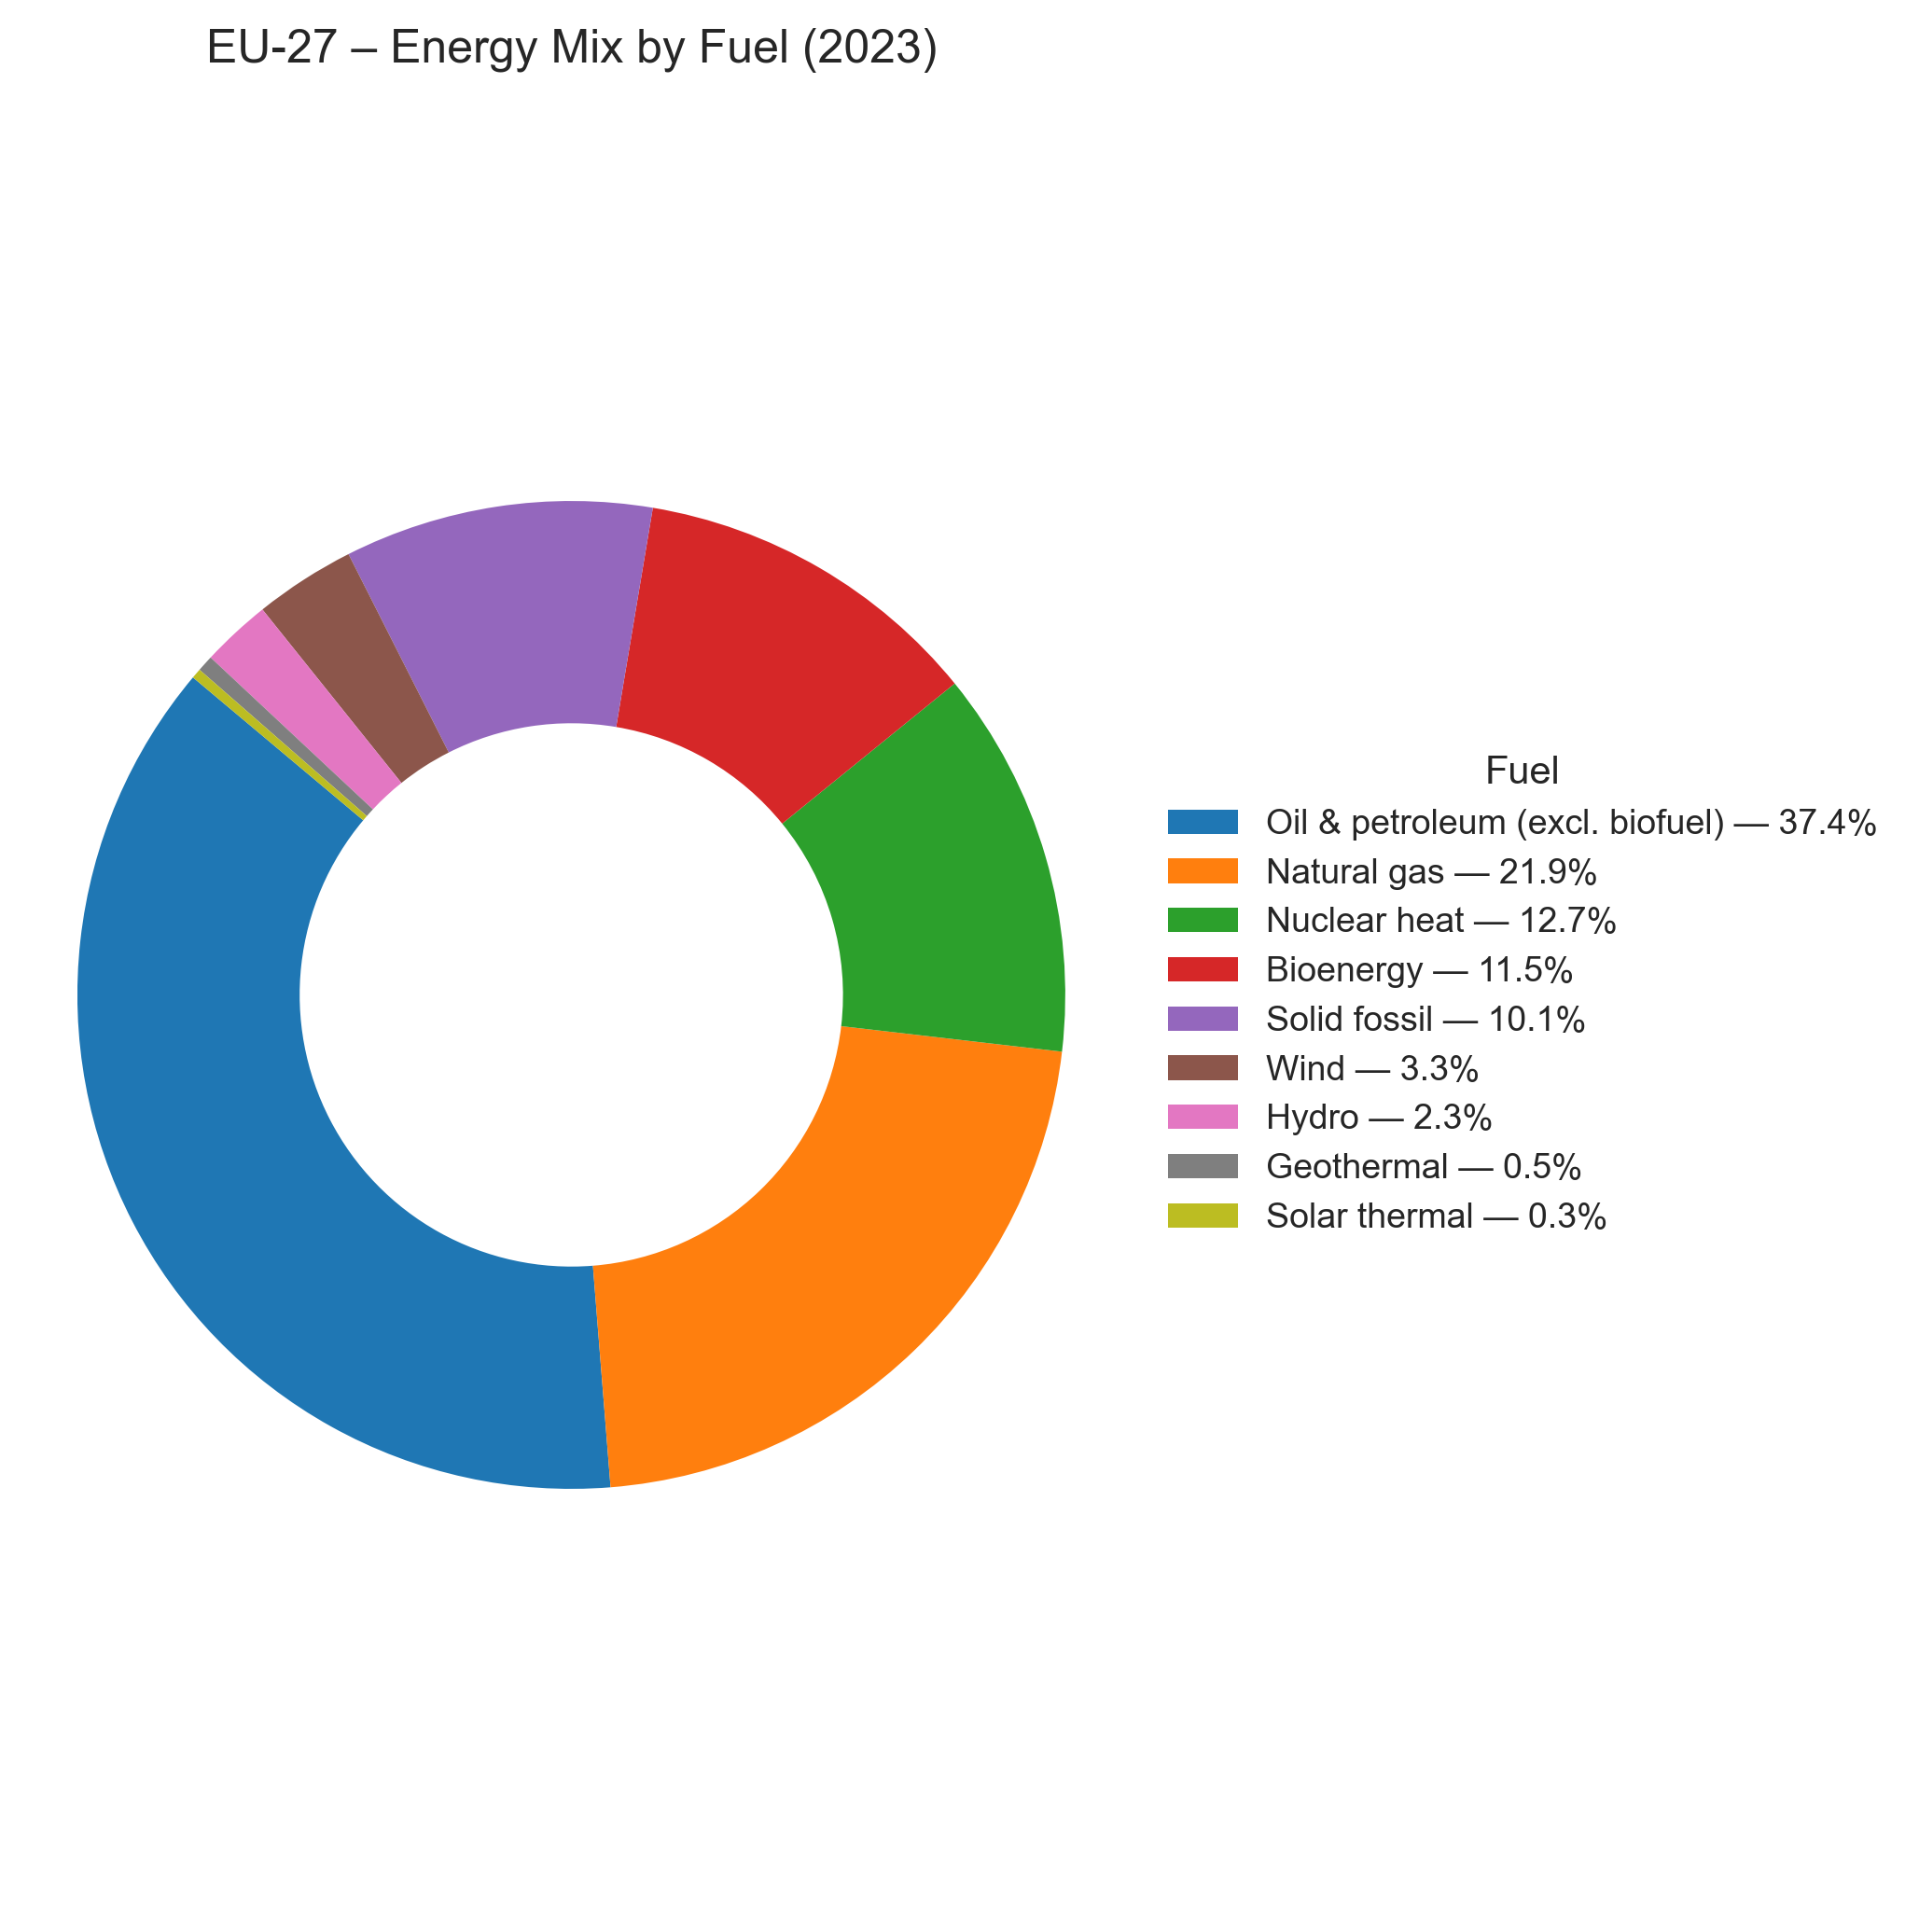 EU-27 – Energy Mix by Fuel (2023)
Fuel
Oil & petroleum (excl. biofuel) — 37.4%
Natural gas — 21.9%
Nuclear heat — 12.7%
Bioenergy — 11.5%
Solid fossil — 10.1%
Wind — 3.3%
Hydro — 2.3%
Geothermal — 0.5%
Solar thermal — 0.3%